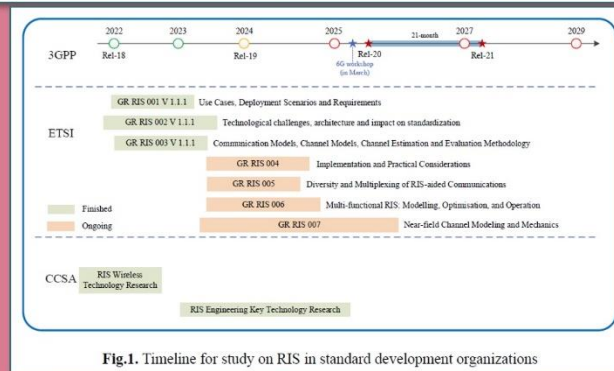 2022 2023 2024 2025 2027 2029
21-month
3GPP
Rel-18 Rel-19 6G workshop Rel-20 Rel-21
(in March)
ETSI
GR RIS 001 V 1.1.1 Use Cases, Deployment Scenarios and Requirements
GR RIS 002 V 1.1.1 Technological challenges, architecture and impact on standardization
GR RIS 003 V 1.1.1 Communication Models, Channel Models, Channel Estimation and Evaluation Methodology
GR RIS 004 Implementation and Practical Considerations
GR RIS 005 Diversity and Multiplexing of RIS-aided Communications
GR RIS 006 Multi-functional RIS: Modelling, Optimisation, and Operation
GR RIS 007 Near-field Channel Modeling and Mechanics
Finished
Ongoing
CCSA
RIS Wireless
Technology Research
RIS Engineering Key Technology Research
Fig.1. Timeline for study on RIS in standard development organizations